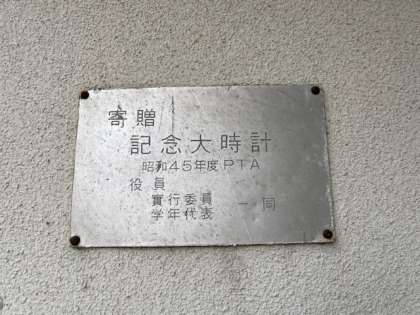 寄贈
記念大時計
昭和45年度PTA
役員
實行委員 一同
学年代表